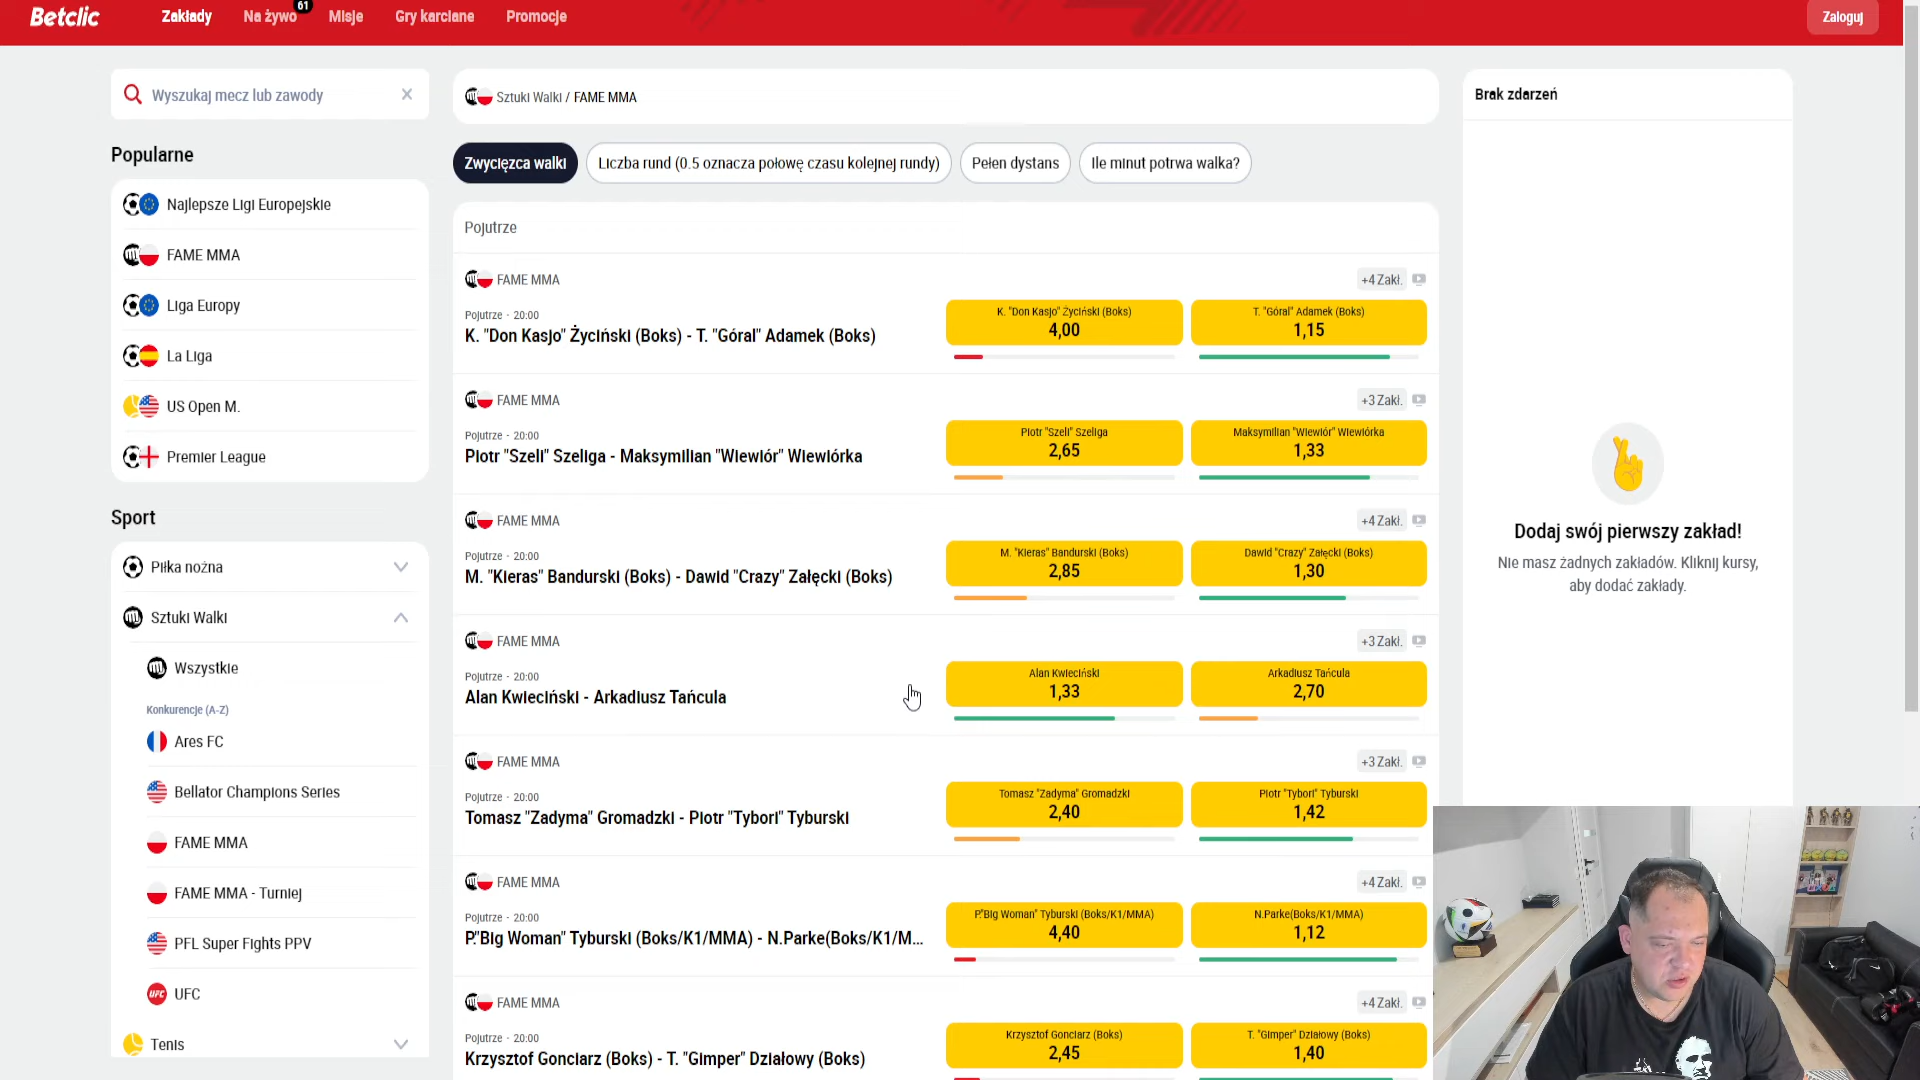 Betclic
Zakłady
Na żywo
61
Misje
Gry karciane
Promocje
Zaloguj
Wyszukaj mecz lub zawody
Popularne
Najlepsze Ligi Europejskie
FAME MMA
Liga Europy
La Liga
US Open M.
Premier League
Sport
Piłka nożna
Sztuki Walki
Wszystkie
Konkurencje (A-Z)
Ares FC
Bellator Champions Series
FAME MMA
FAME MMA - Turniej
PFL Super Fights PPV
UFC
UFC
Tenis
Sztuki Walki / FAME MMA
Zwycięzca walki
Liczba rund (0.5 oznacza połowę czasu kolejnej rundy)
Pełen dystans
Ile minut potrwa walka?
Pojutrze
FAME MMA
+4 Zakł.
Pojutrze - 20:00
K. "Don Kasjo" Życiński (Boks) - T. "Góral" Adamek (Boks)
K. "Don Kasjo" Życiński (Boks)
4,00
T. "Góral" Adamek (Boks)
1,15
FAME MMA
+3 Zakł.
Pojutrze - 20:00
Piotr "Szeli" Szeliga - Maksymilian "Wiewiór" Wiewiórka
Piotr "Szeli" Szeliga
2,65
Maksymilian "Wiewiór" Wiewiórka
1,33
FAME MMA
+4 Zakł.
Pojutrze - 20:00
M. "Kieras" Bandurski (Boks) - Dawid "Crazy" Załęcki (Boks)
M. "Kieras" Bandurski (Boks)
2,85
Dawid "Crazy" Załęcki (Boks)
1,30
FAME MMA
+3 Zakł.
Pojutrze - 20:00
Alan Kwieciński - Arkadiusz Tańcula
Alan Kwieciński
1,33
Arkadiusz Tańcula
2,70
FAME MMA
+3 Zakł.
Pojutrze - 20:00
Tomasz "Zadyma" Gromadzki - Piotr "Tybori" Tyburski
Tomasz "Zadyma" Gromadzki
2,40
Piotr "Tybori" Tyburski
1,42
FAME MMA
+4 Zakł.
Pojutrze - 20:00
P."Big Woman" Tyburski (Boks/K1/MMA) - N.Parke(Boks/K1/M...
P."Big Woman" Tyburski (Boks/K1/MMA)
4,40
N.Parke(Boks/K1/MMA)
1,12
FAME MMA
+4 Zakł.
Pojutrze - 20:00
Krzysztof Gonciarz (Boks) - T. "Gimper" Działowy (Boks)
Krzysztof Gonciarz (Boks)
2,45
T. "Gimper" Działowy (Boks)
1,40
Brak zdarzeń
Dodaj swój pierwszy zakład!
Nie masz żadnych zakładów. Kliknij kursy,
aby dodać zakłady.